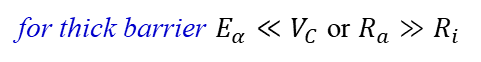 for thick barrier E_α ≪ V_C or R_a ≫ R_i